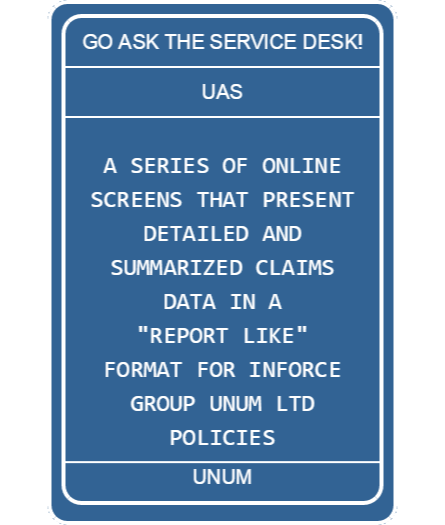 GO ASK THE SERVICE DESK!
UAS
A SERIES OF ONLINE
SCREENS THAT PRESENT
DETAILED AND
SUMMARIZED CLAIMS
DATA IN A
"REPORT LIKE"
FORMAT FOR INFORCE
GROUP UNUM LTD
POLICIES
UNUM